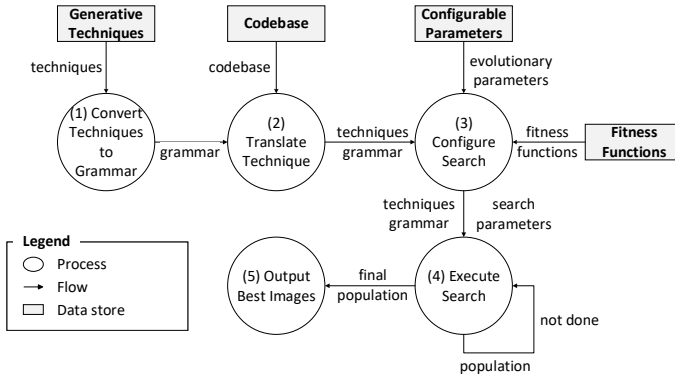 Generative
Techniques
Codebase
Configurable
Parameters
techniques
codebase
evolutionary
parameters
(1) Convert
Techniques
to
Grammar
grammar
(2)
Translate
Technique
techniques
grammar
(3)
Configure
Search
fitness
functions
Fitness
Functions
techniques
grammar
search
parameters
Legend
Process
Flow
Data store
(5) Output
Best Images
final
population
(4) Execute
Search
not done
population